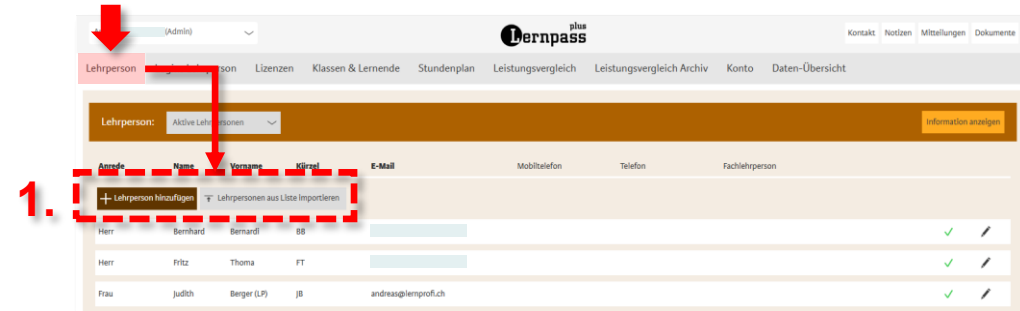 (Admin)
Lernpass plus
Kontakt Notizen Mitteilungen Dokumente
Lehrperson Lizenzen Klassen & Lernende Stundenplan Leistungsvergleich Leistungsvergleich Archiv Konto Daten-Übersicht
Lehrperson: Aktive Lehrpersonen Information anzeigen
Anrede Name Vorname Kürzel E-Mail Mobiltelefon Telefon Fachlehrperson
1. Lehrperson hinzufügen Lehrpersonen aus Liste importieren
Herr Bernhard Bernardi BB
Herr Fritz Thoma FT
Frau Judith Berger (LP) JB andreas@lernprofi.ch